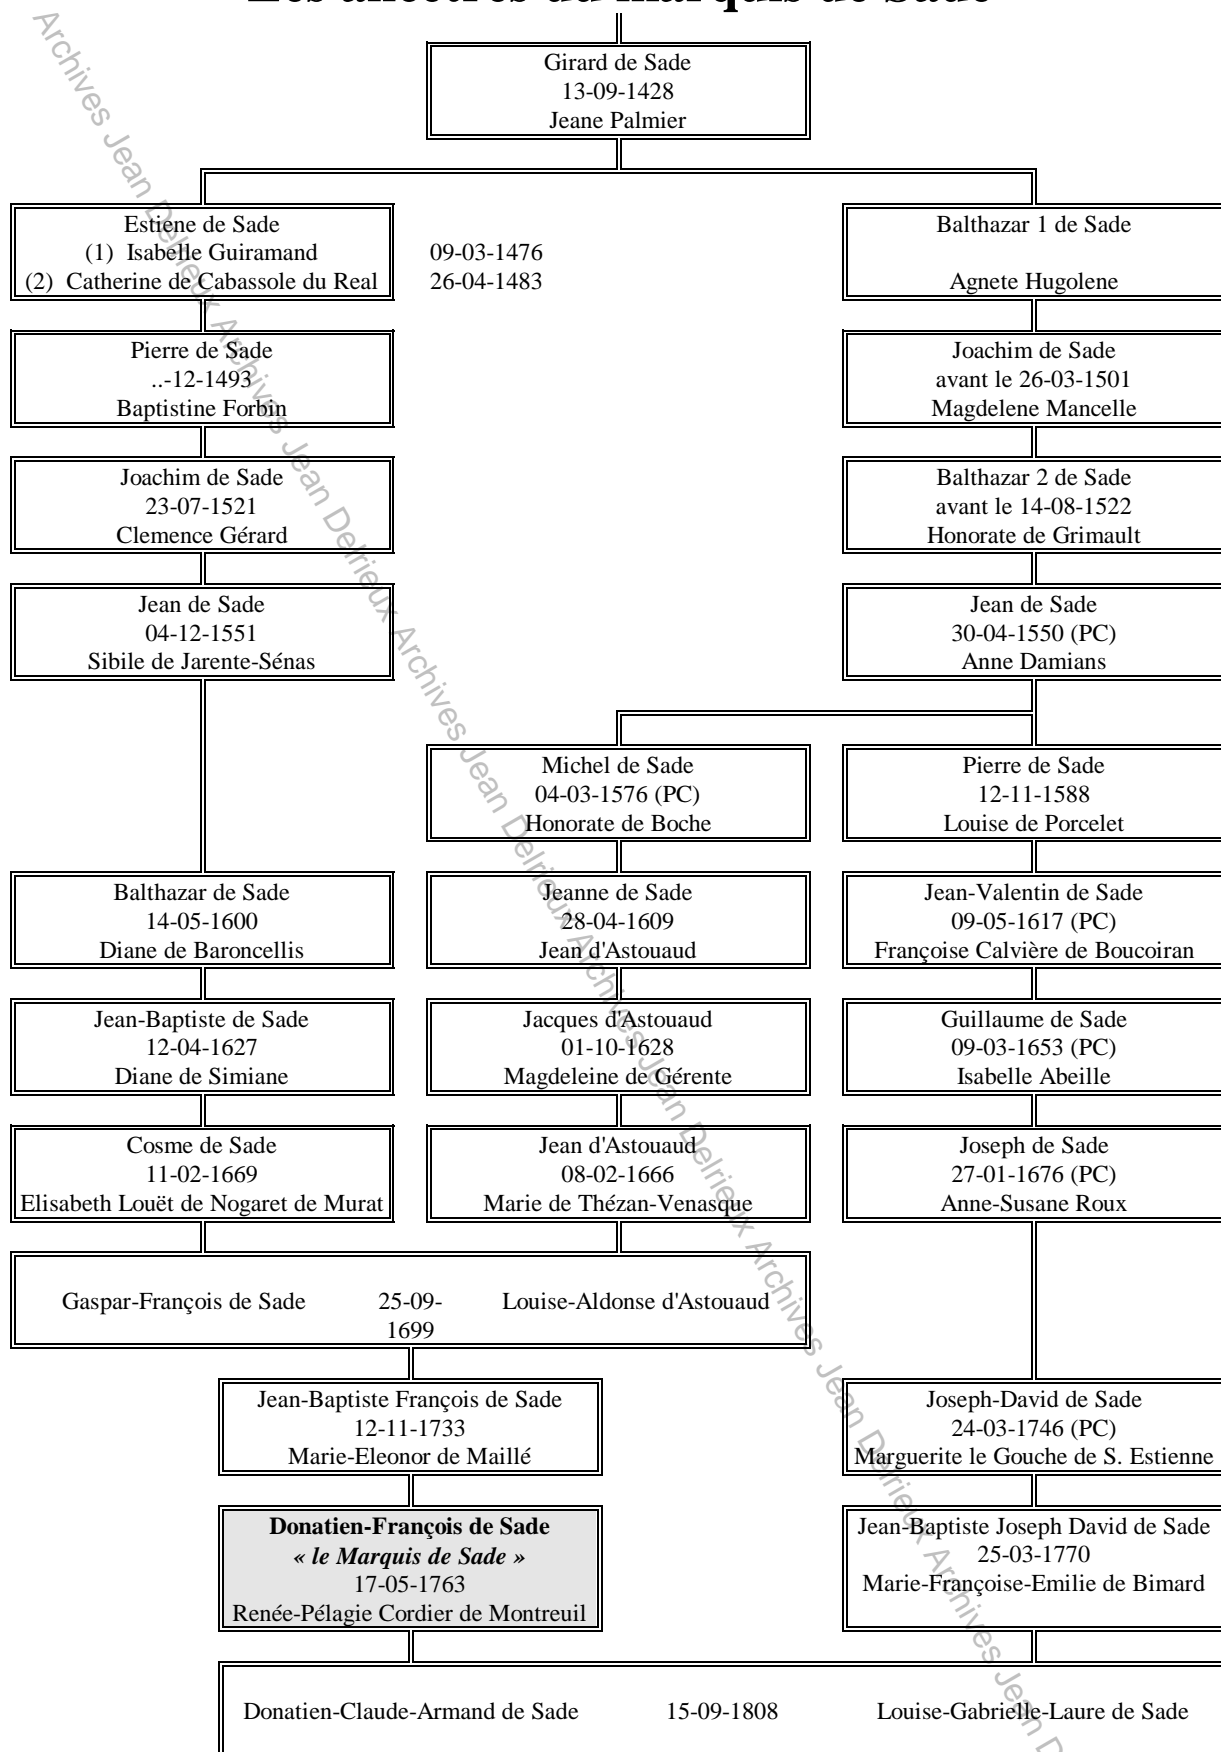 Les ancêtres du marquis de Sade
Girard de Sade
13-09-1428
Jeane Palmier
Estiene de Sade
(1) Isabelle Guiramand 09-03-1476
(2) Catherine de Cabassole du Real 26-04-1483
Balthazar 1 de Sade
Agnete Hugolene
Pierre de Sade
..-12-1493
Baptistine Forbin
Joachim de Sade
avant le 26-03-1501
Magdelene Mancelle
Joachim de Sade
23-07-1521
Clemence Gérard
Balthazar 2 de Sade
avant le 14-08-1522
Honorate de Grimault
Jean de Sade
04-12-1551
Sibile de Jarente-Sénas
Jean de Sade
30-04-1550 (PC)
Anne Damians
Michel de Sade
04-03-1576 (PC)
Honorate de Boche
Pierre de Sade
12-11-1588
Louise de Porcelet
Balthazar de Sade
14-05-1600
Diane de Baroncellis
Jeanne de Sade
28-04-1609
Jean d'Astouaud
Jean-Valentin de Sade
09-05-1617 (PC)
Françoise Calvière de Boucoiran
Jean-Baptiste de Sade
12-04-1627
Diane de Simiane
Jacques d'Astouaud
01-10-1628
Magdeleine de Gérente
Guillaume de Sade
09-03-1653 (PC)
Isabelle Abeille
Cosme de Sade
11-02-1669
Elisabeth Louët de Nogaret de Murat
Jean d'Astouaud
08-02-1666
Marie de Thézan-Venasque
Joseph de Sade
27-01-1676 (PC)
Anne-Susane Roux
Gaspar-François de Sade 25-09- Louise-Aldonse d'Astouaud
1699
Jean-Baptiste François de Sade
12-11-1733
Marie-Eleonor de Maillé
Joseph-David de Sade
24-03-1746 (PC)
Marguerite le Gouche de S. Estienne
Donatien-François de Sade
« le Marquis de Sade »
17-05-1763
Renée-Pélagie Cordier de Montreuil
Jean-Baptiste Joseph David de Sade
25-03-1770
Marie-Françoise-Emilie de Bimard
Donatien-Claude-Armand de Sade 15-09-1808 Louise-Gabrielle-Laure de Sade
Archives Jean Delrieux Archives Jean Delrieux Archives Jean Delrieux Archives Jean Delrieux Archives Jean Delrieux Archives Jean D